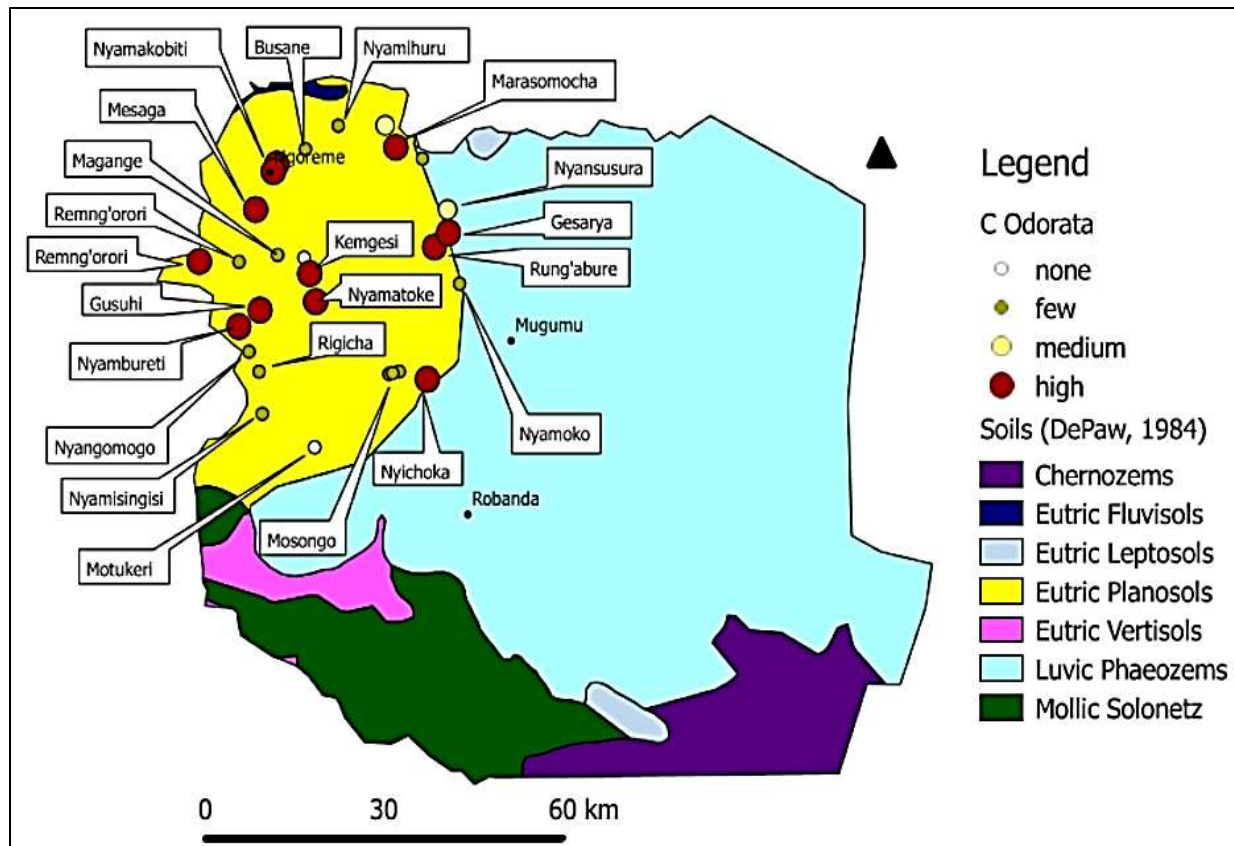 Nyamakobiti
Busane
Nyamihuru
Marasomocha
Mesaga
Ngoreme
Magange
Nyansusura
Remng'orori
Kemgesi
Gesarya
Remng'orori
Rung'abure
Gusuhi
Nyamatoke
Nyambureti
Rigicha
Mugumu
Nyangomogo
Nyamoko
Nyamisingisi
Nyichoka
Motukeri
Mosongo
Robanda
0 30 60 km
Legend
C Odorata
none
few
medium
high
Soils (DePaw, 1984)
Chernozems
Eutric Fluvisols
Eutric Leptosols
Eutric Planosols
Eutric Vertisols
Luvic Phaeozems
Mollic Solonetz